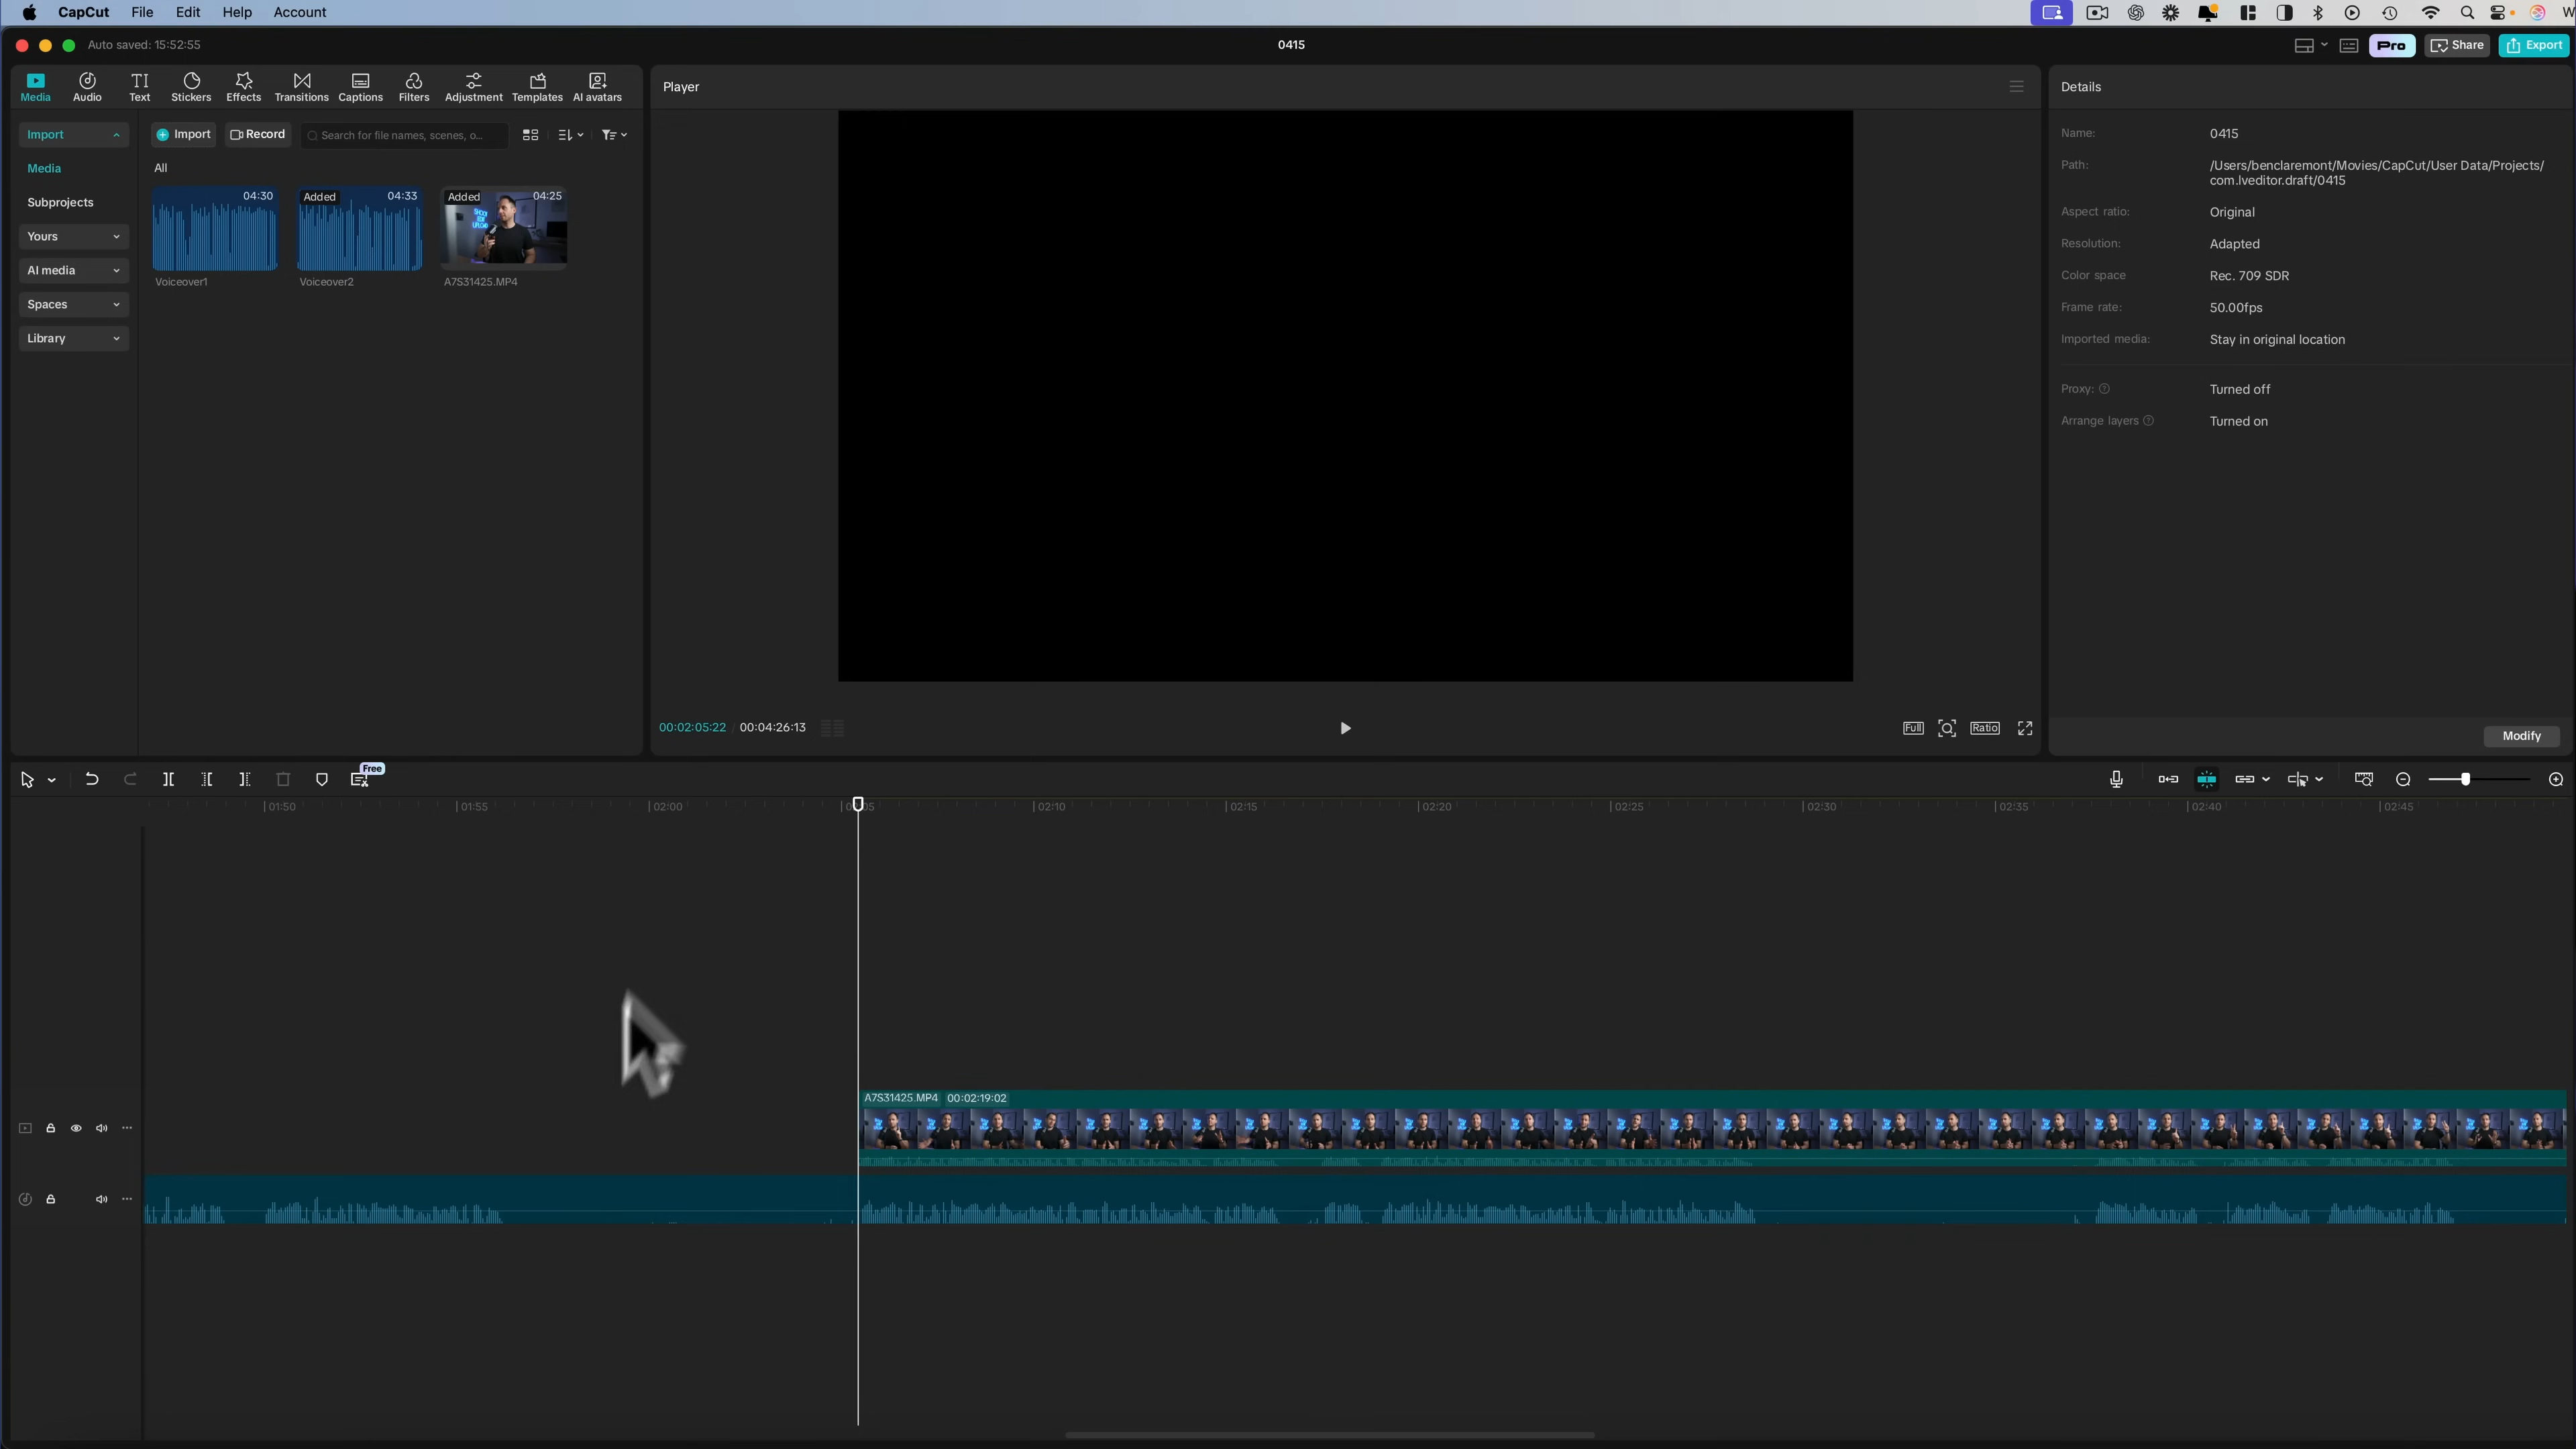 CapCut File Edit Help Account
Auto saved: 15:52:55
0415
Pro Share Export
Media Audio Text Stickers Effects Transitions Captions Filters Adjustment Templates AI avatars
Import
Media
Subprojects
Yours
AI media
Spaces
Library
Import Record Search for file names, scenes, o...
All
04:30
Added 04:33
Added 04:25
Voiceover1
Voiceover2
A7S31425.MP4
Player
00:02:05:22 / 00:04:26:13
Full
Ratio
Details
Name: 0415
Path: /Users/benclaremont/Movies/CapCut/User Data/Projects/
com.lveditor.draft/0415
Aspect ratio: Original
Resolution: Adapted
Color space Rec. 709 SDR
Frame rate: 50.00fps
Imported media: Stay in original location
Proxy: Turned off
Arrange layers Turned on
Modify
Free
01:50 01:55 02:00 02:10 02:15 02:20 02:25 02:30 02:35 02:40 02:45
A7S31425.MP4 00:02:19:02